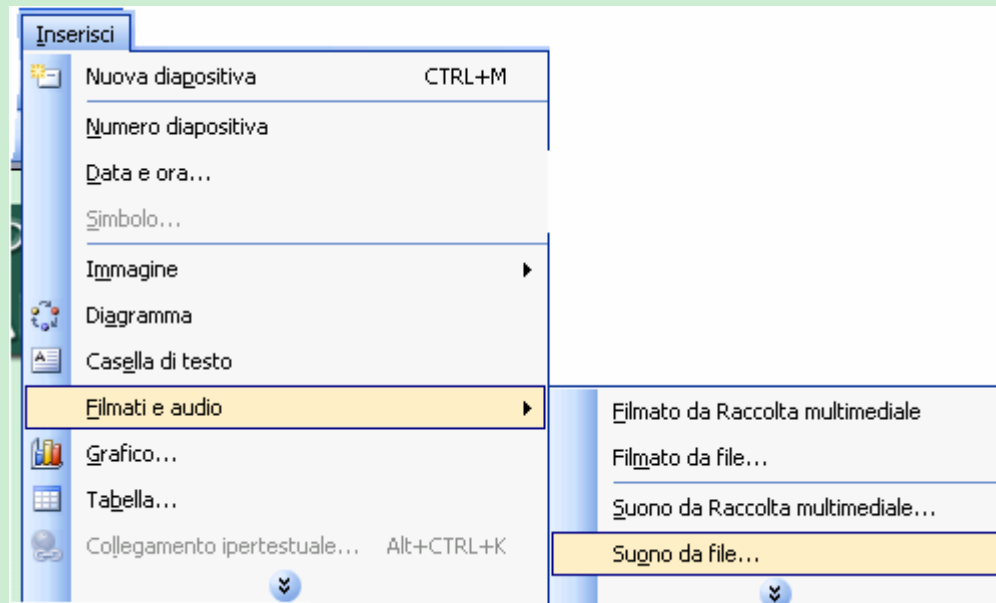 Inserisci
Nuova diapositiva CTRL+M
Numero diapositiva
Data e ora...
Simbolo...
Immagine
Diagramma
Casella di testo
Filmati e audio
Grafico...
Tabella...
Collegamento ipertestuale... Alt+CTRL+K
Filmato da Raccolta multimediale
Filmato da file...
Suono da Raccolta multimediale...
Suono da file...